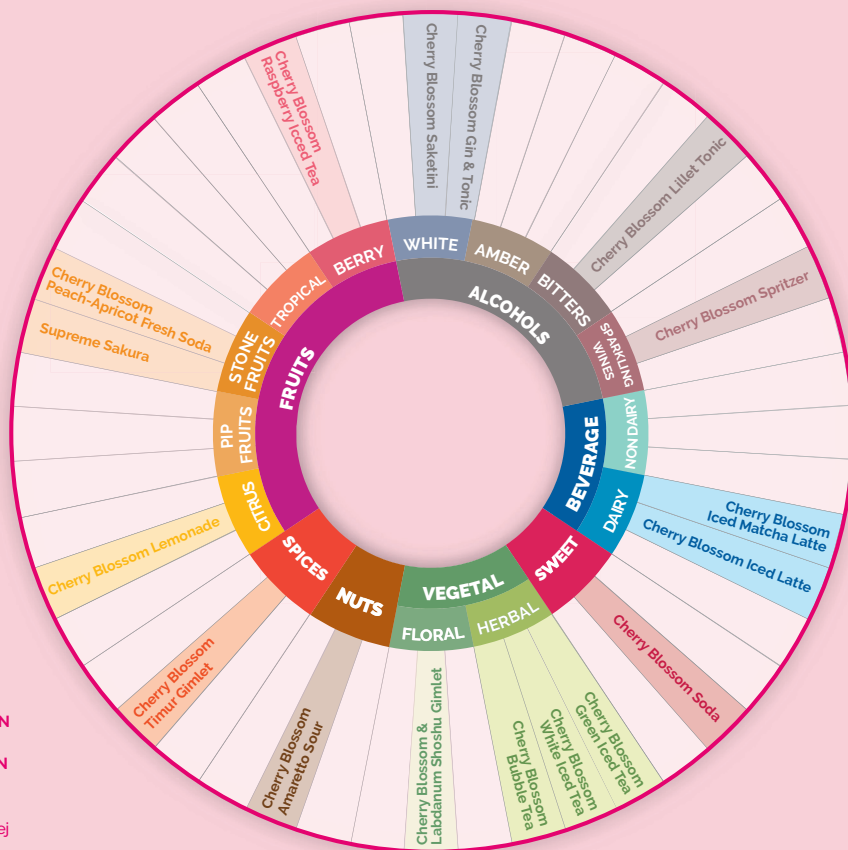 Cherry Blossom Saketini
Cherry Blossom Gin & Tonic
Cherry Blossom Lillet Tonic
Cherry Blossom Spritzer
Cherry Blossom
Iced Matcha Latte
Cherry Blossom Iced Latte
Cherry Blossom Soda
Cherry Blossom
Green Iced Tea
Cherry Blossom
White Iced Tea
Cherry Blossom
Bubble Tea
Cherry Blossom &
Labdanum Shoshu Gimlet
Cherry Blossom
Amaretto Sour
Cherry Blossom
Timur Gimlet
Cherry Blossom Lemonade
Supreme Sakura
Cherry Blossom
Peach-Apricot Fresh Soda
Cherry Blossom
Raspberry Icced Tea
WHITE
AMBER
BITTERS
SPARKLING
WINES
NON DAIRY
DAIRY
SWEET
HERBAL
FLORAL
NUTS
SPICES
CITRUS
PIP
FRUITS
STONE
FRUITS
TROPICAL
BERRY
ALCOHOLS
BEVERAGE
VEGETAL
FRUITS
N
N
ej